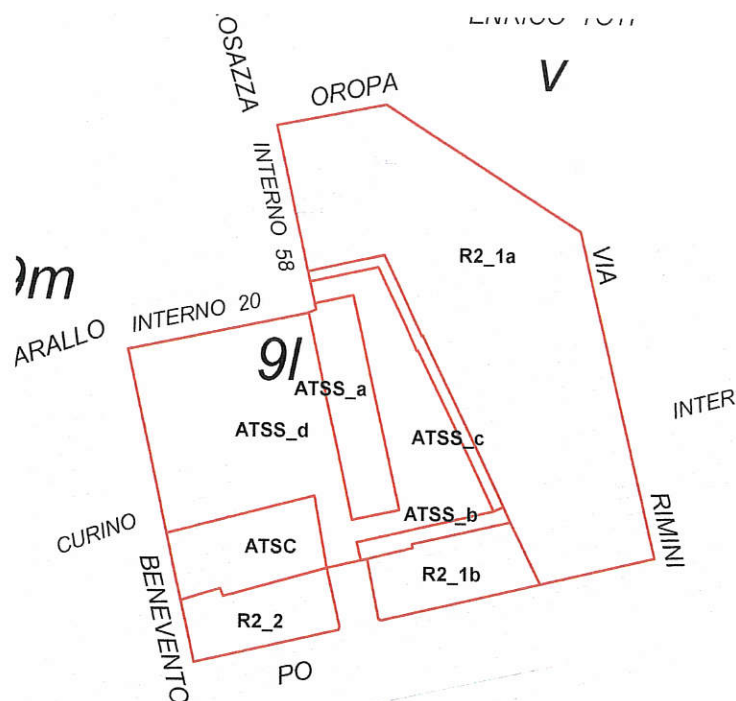 OSAZZA
OROPA
V
INTERNO 58
R2_1a
VIA
9m
ARALLO
INTERNO 20
9l
ATSS_a
ATSS_d
ATSS_c
INTER
ATSS_b
CURINO
ATSC
RIMINI
BENEVENTO
R2_1b
R2_2
PO